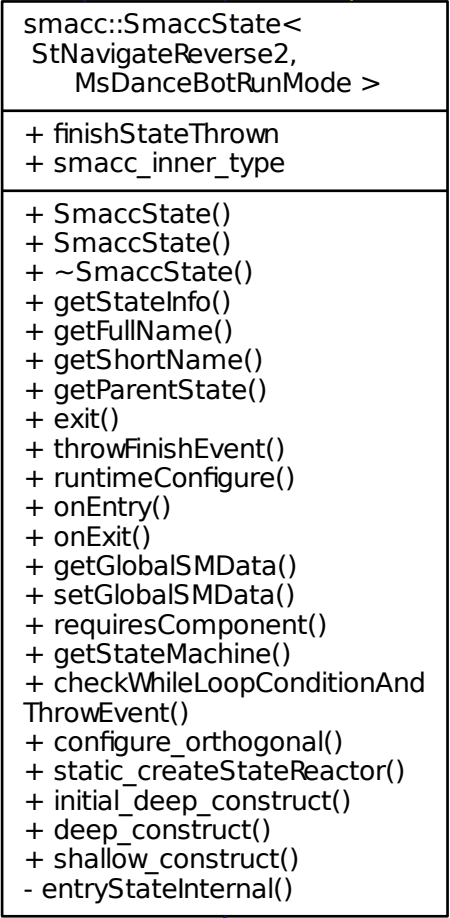 smacc::SmaccState<
StNavigateReverse2,
MsDanceBotRunMode >
+ finishStateThrown
+ smacc_inner_type
+ SmaccState()
+ SmaccState()
+ ~SmaccState()
+ getStateInfo()
+ getFullName()
+ getShortName()
+ getParentState()
+ exit()
+ throwFinishEvent()
+ runtimeConfigure()
+ onEntry()
+ onExit()
+ getGlobalSMData()
+ setGlobalSMData()
+ requiresComponent()
+ getStateMachine()
+ checkWhileLoopConditionAnd
ThrowEvent()
+ configure_orthogonal()
+ static_createStateReactor()
+ initial_deep_construct()
+ deep_construct()
+ shallow_construct()
- entryStateInternal()